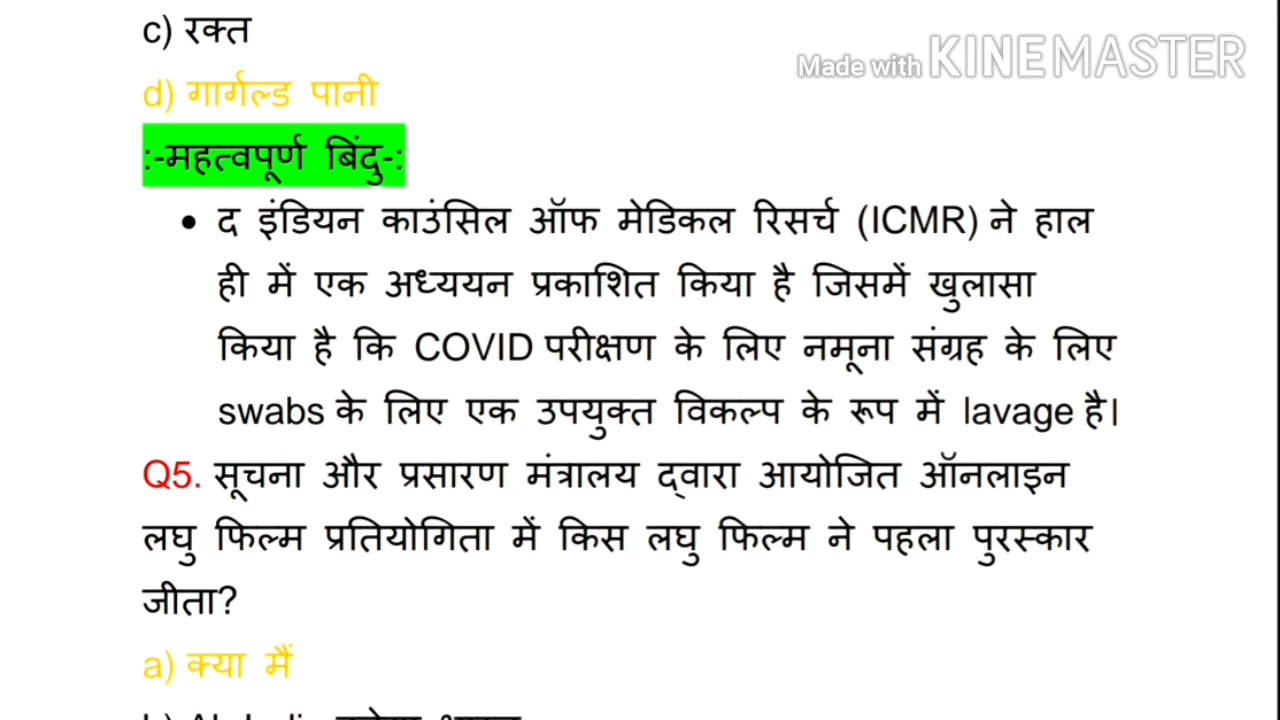 c) रक्त
Made with KINEMASTER
d) गार्गल्ड पानी
:-महत्वपूर्ण बिंदु-:
• द इंडियन काउंसिल ऑफ मेडिकल रिसर्च (ICMR) ने हाल
ही में एक अध्ययन प्रकाशित किया है जिसमें खुलासा
किया है कि COVID परीक्षण के लिए नमूना संग्रह के लिए
swabs के लिए एक उपयुक्त विकल्प के रूप में lavage है।
Q5. सूचना और प्रसारण मंत्रालय द्वारा आयोजित ऑनलाइन
लघु फिल्म प्रतियोगिता में किस लघु फिल्म ने पहला पुरस्कार
जीता?
a) क्या मैं